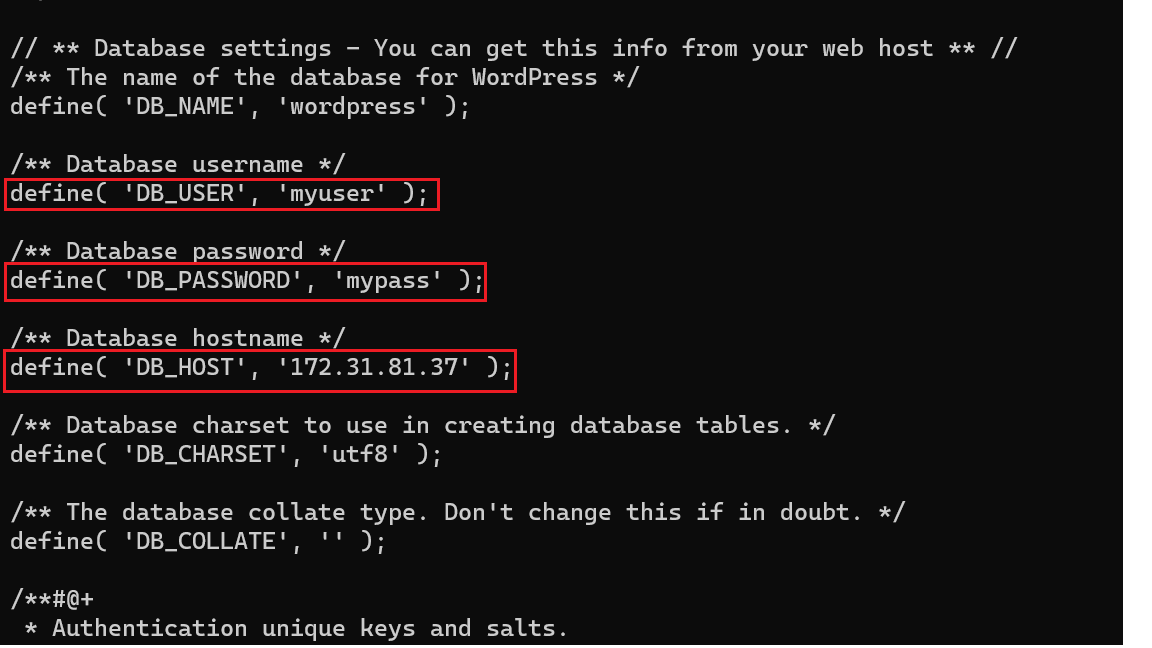 // ** Database settings - You can get this info from your web host ** //
/** The name of the database for WordPress */
define( 'DB_NAME', 'wordpress' );
/** Database username */
define( 'DB_USER', 'myuser' );
/** Database password */
define( 'DB_PASSWORD', 'mypass' );
/** Database hostname */
define( 'DB_HOST', '172.31.81.37' );
/** Database charset to use in creating database tables. */
define( 'DB_CHARSET', 'utf8' );
/** The database collate type. Don't change this if in doubt. */
define( 'DB_COLLATE', '' );
/**#@+
 * Authentication unique keys and salts.